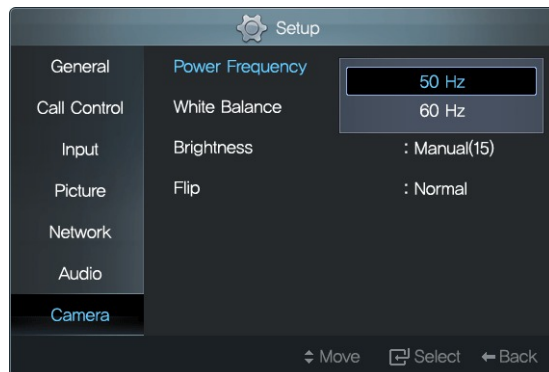 Setup
General
Call Control
Input
Picture
Network
Audio
Camera
Power Frequency
50 Hz
60 Hz
White Balance
Brightness : Manual(15)
Flip : Normal
Move Select Back